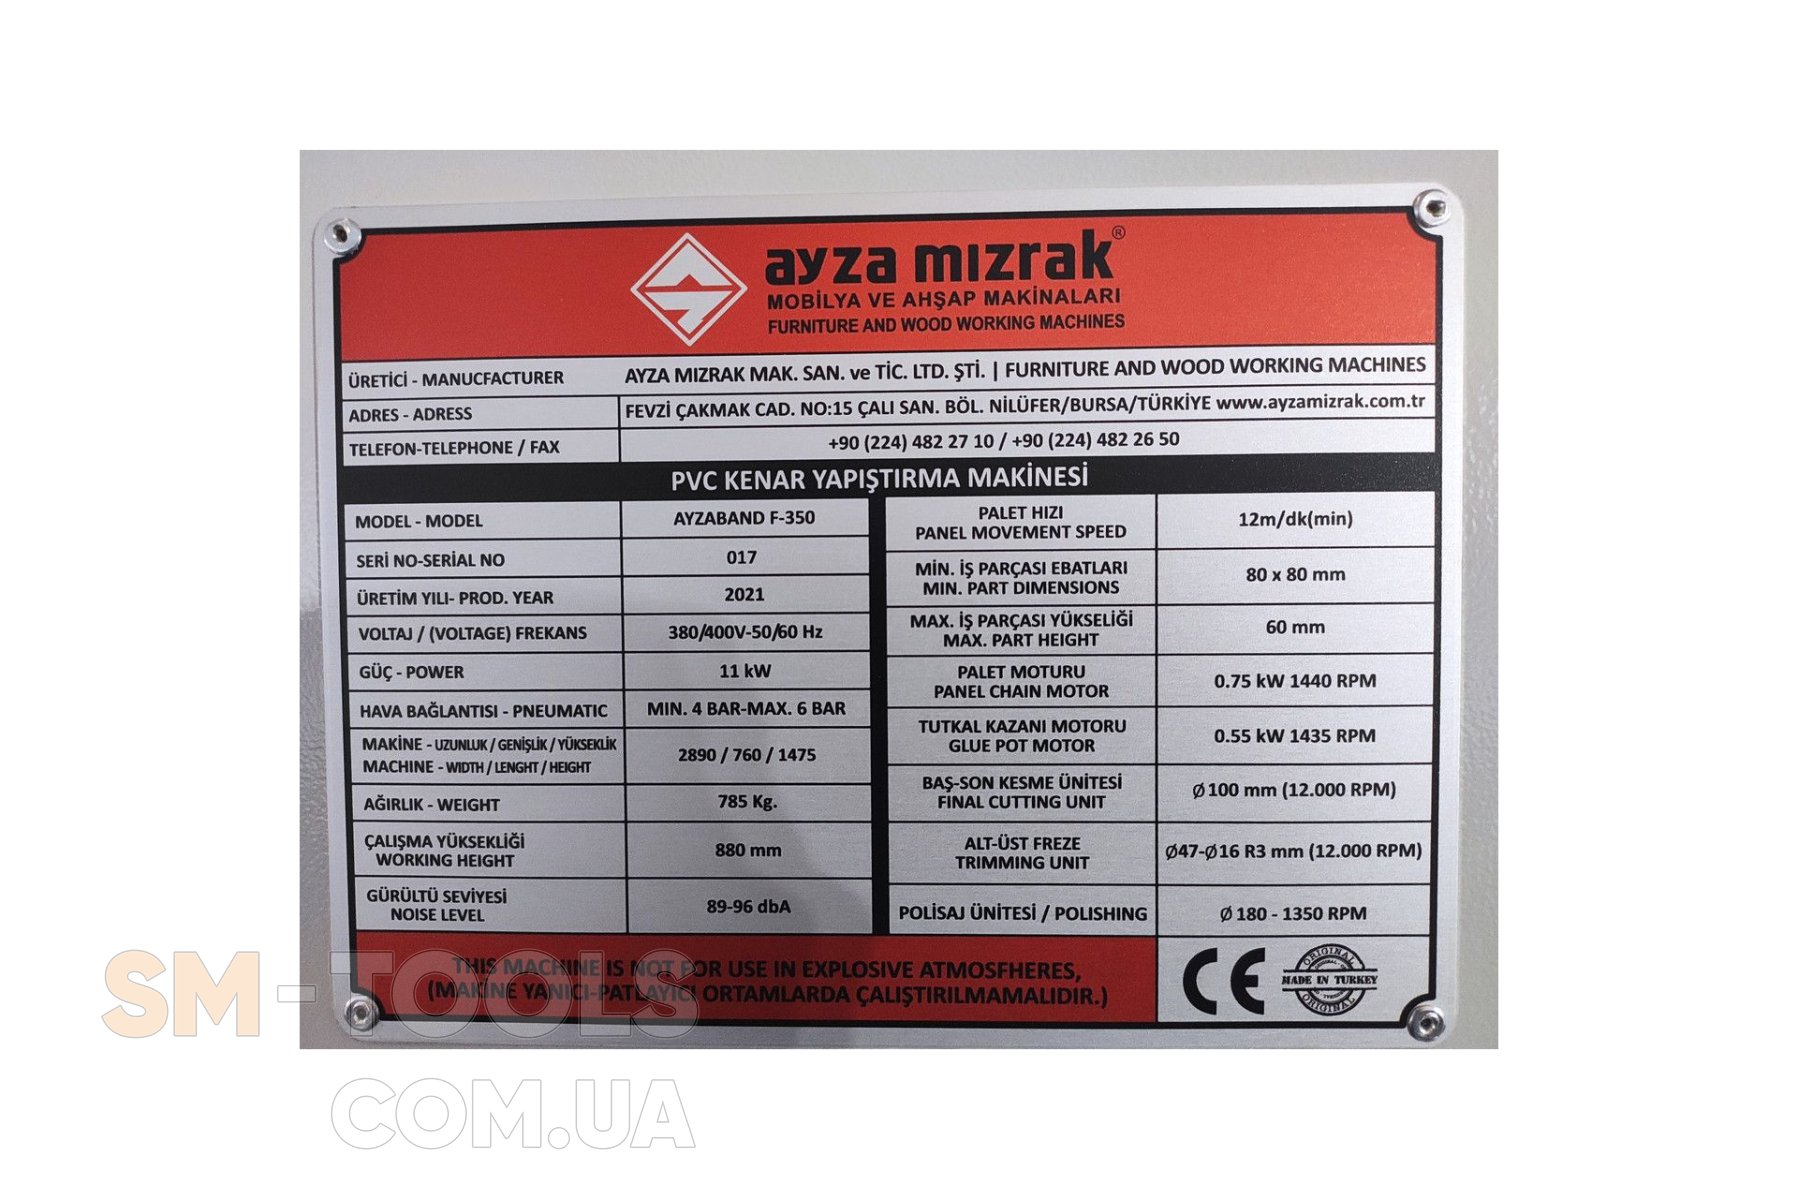 ayza mızrak®
MOBİLYA VE AHŞAP MAKİNALARI
FURNITURE AND WOOD WORKING MACHINES
ÜRETİCİ - MANUCFACTURER AYZA MIZRAK MAK. SAN. ve TİC. LTD. ŞTİ. | FURNITURE AND WOOD WORKING MACHINES
ADRES - ADRESS FEVZİ ÇAKMAK CAD. NO:15 ÇALI SAN. BÖL. NİLÜFER/BURSA/TÜRKİYE www.ayzamizrak.com.tr
TELEFON-TELEPHONE / FAX +90 (224) 482 27 10 / +90 (224) 482 26 50
PVC KENAR YAPIŞTIRMA MAKİNESİ
MODEL - MODEL AYZABAND F-350
SERİ NO-SERIAL NO 017
ÜRETİM YILI- PROD. YEAR 2021
VOLTAJ / (VOLTAGE) FREKANS 380/400V-50/60 Hz
GÜÇ - POWER 11 kW
HAVA BAĞLANTISI - PNEUMATIC MIN. 4 BAR-MAX. 6 BAR
MAKİNE - UZUNLUK / GENİŞLİK / YÜKSEKLİK
MACHINE - WIDTH / LENGHT / HEIGHT
2890 / 760 / 1475
AĞIRLIK - WEIGHT 785 Kg.
ÇALIŞMA YÜKSEKLİĞİ
WORKING HEIGHT
880 mm
GÜRÜLTÜ SEVİYESİ
NOISE LEVEL
89-96 dbA
PALET HIZI
PANEL MOVEMENT SPEED
12m/dk(min)
MİN. İŞ PARÇASI EBATLARI
MIN. PART DIMENSIONS
80 x 80 mm
MAX. İŞ PARÇASI YÜKSELİĞİ
MAX. PART HEIGHT
60 mm
PALET MOTURU
PANEL CHAIN MOTOR
0.75 kW 1440 RPM
TUTKAL KAZANI MOTORU
GLUE POT MOTOR
0.55 kW 1435 RPM
BAŞ-SON KESME ÜNİTESİ
FINAL CUTTING UNIT
Ø100 mm (12.000 RPM)
ALT-ÜST FREZE
TRIMMING UNIT
Ø47-Ø16 R3 mm (12.000 RPM)
POLİSAJ ÜNİTESİ / POLISHING Ø 180 - 1350 RPM
THIS MACHINE IS NOT FOR USE IN EXPLOSIVE ATMOSFHERES,
(MAKİNE YANICI-PATLAYICI ORTAMLARDA ÇALIŞTIRILMAMALIDIR.)
CE
ORIGINAL
MADE IN TURKEY
ORIGINAL
SM-TOOLS
COM.UA